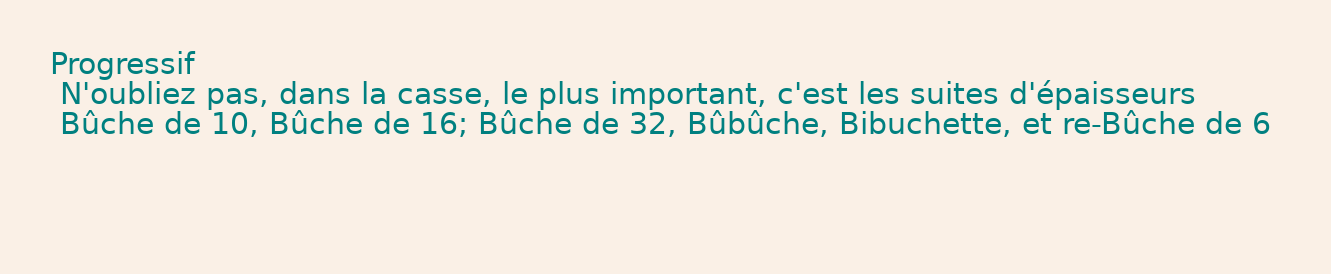 Progressif
N'oubliez pas, dans la casse, le plus important, c'est les suites d'épaisseurs
Bûche de 10, Bûche de 16; Bûche de 32, Bûbûche, Bibuchette, et re-Bûche de 6